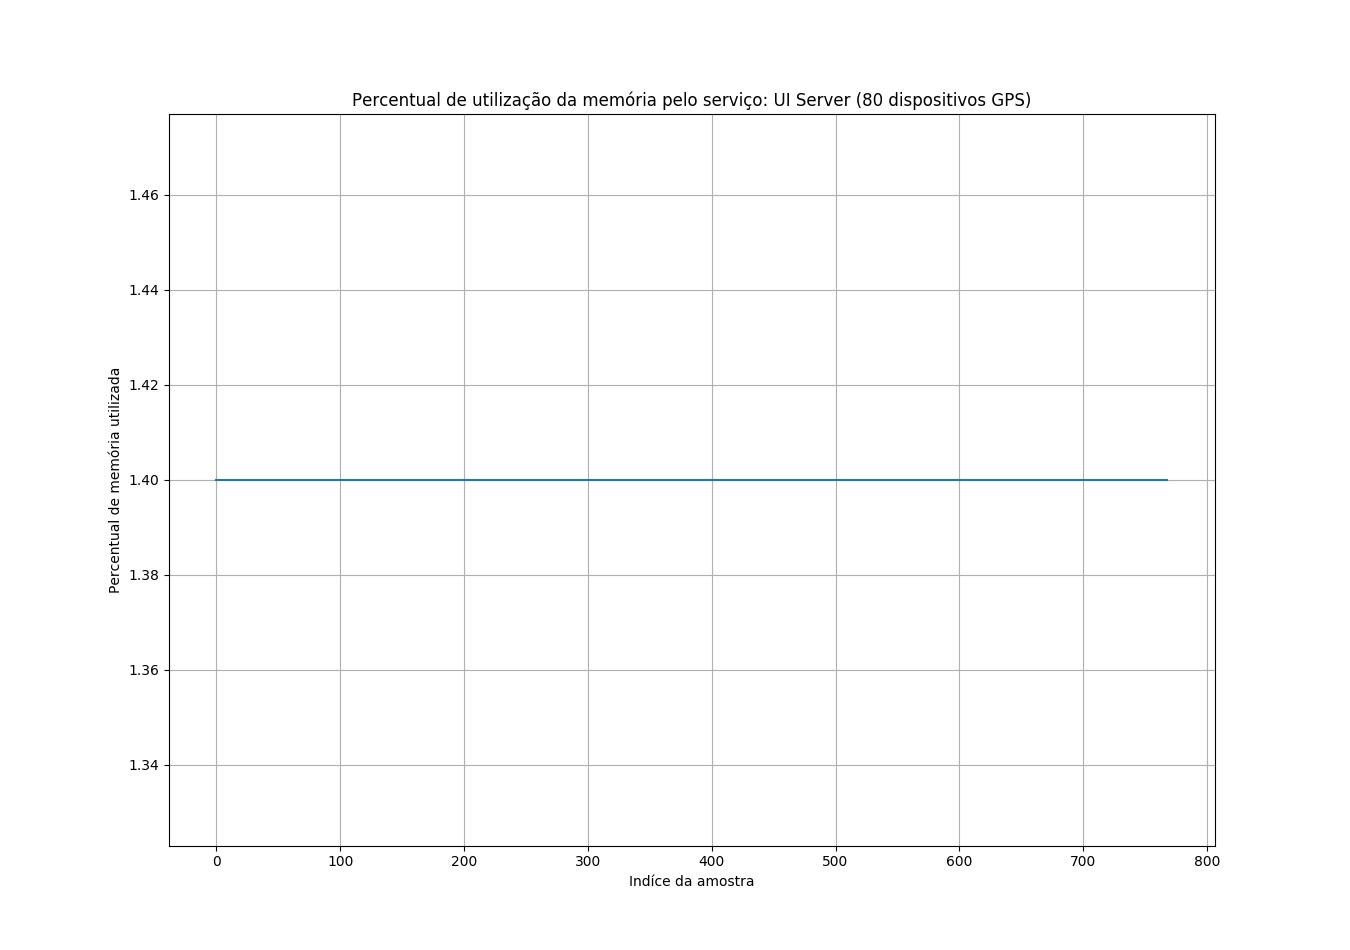 Percentual de utilização da memória pelo serviço: UI Server (80 dispositivos GPS)
Percentual de memória utilizada
1.46
1.44
1.42
1.40
1.38
1.36
1.34
0 100 200 300 400 500 600 700 800
Indíce da amostra